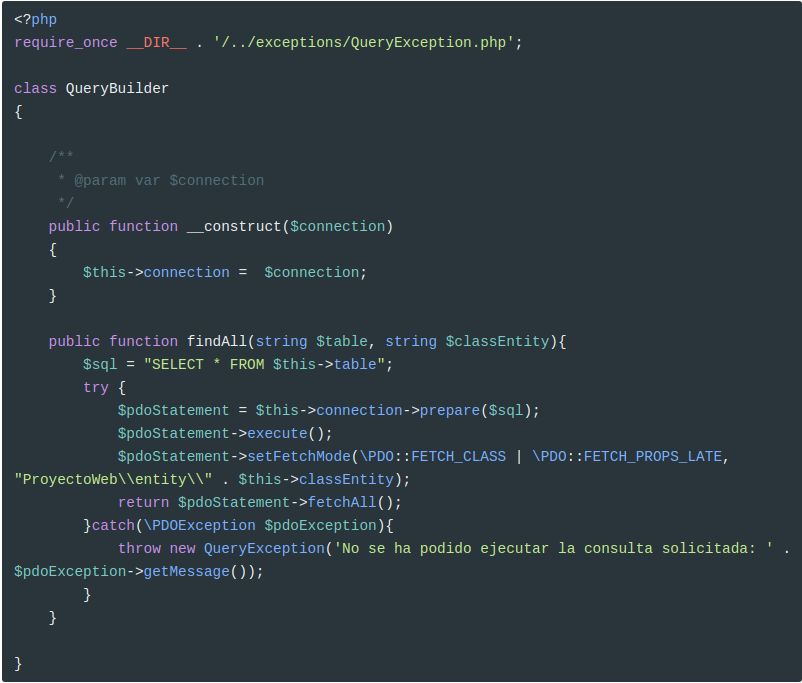 <?php
require_once __DIR__ . '/../exceptions/QueryException.php';

class QueryBuilder
{

    /**
     * @param var $connection
     */
    public function __construct($connection)
    {
        $this->connection =  $connection;
    }

    public function findAll(string $table, string $classEntity){
        $sql = "SELECT * FROM $this->table";
        try {
            $pdoStatement = $this->connection->prepare($sql);
            $pdoStatement->execute();
            $pdoStatement->setFetchMode(\PDO::FETCH_CLASS | \PDO::FETCH_PROPS_LATE,
"ProyectoWeb\\entity\\" . $this->classEntity);
            return $pdoStatement->fetchAll();
        }catch(\PDOException $pdoException){
            throw new QueryException('No se ha podido ejecutar la consulta solicitada: ' .
$pdoException->getMessage());
        }
    }

}